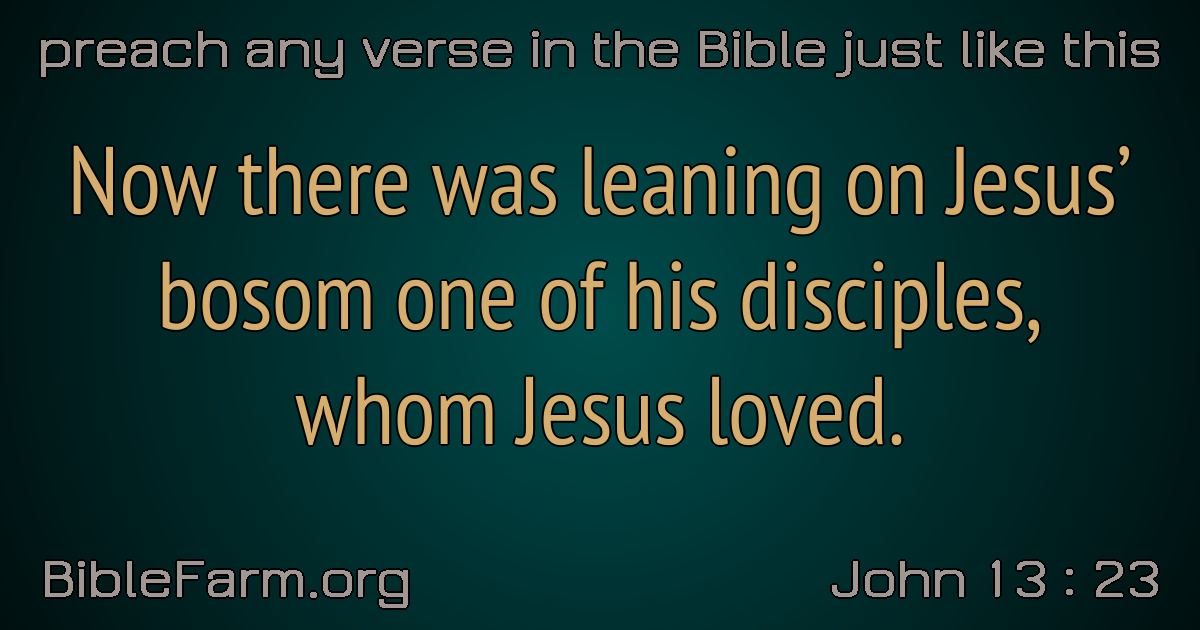 preach any verse in the Bible just like this
Now there was leaning on Jesus’
bosom one of his disciples,
whom Jesus loved.
BibleFarm.org
John 13 : 23